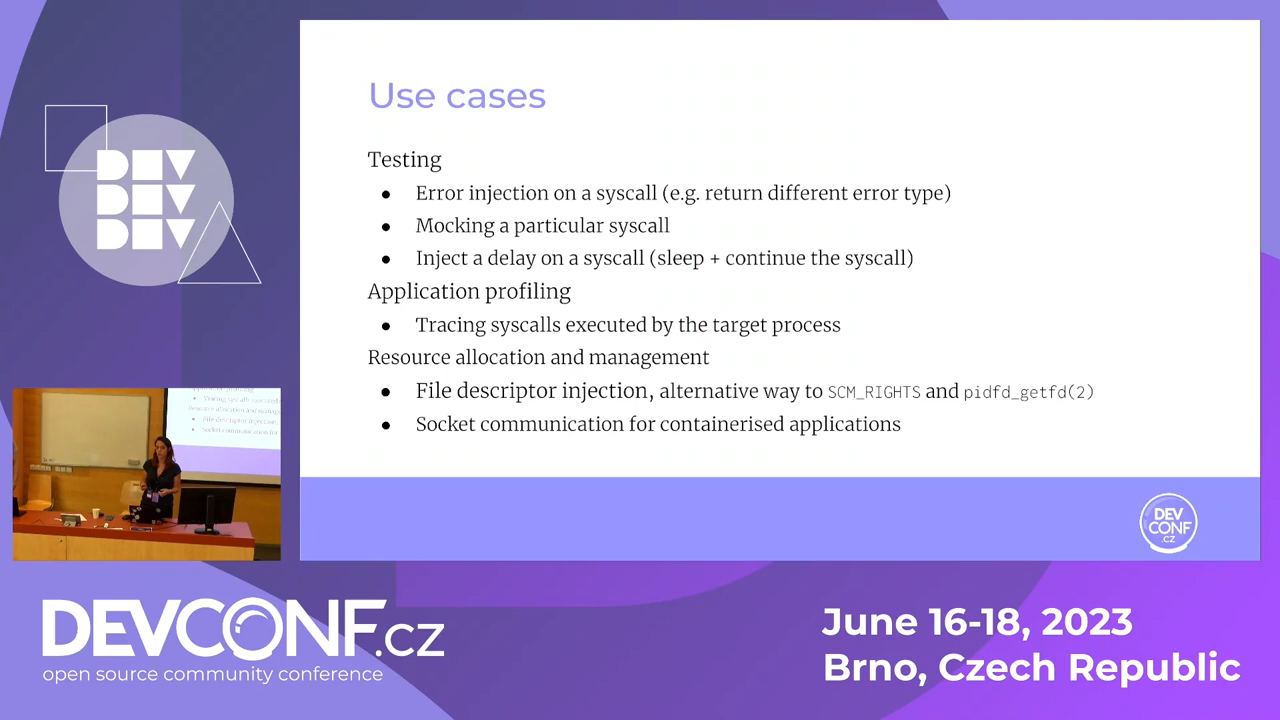 Use cases
Testing
● Error injection on a syscall (e.g. return different error type)
● Mocking a particular syscall
● Inject a delay on a syscall (sleep + continue the syscall)
Application profiling
● Tracing syscalls executed by the target process
Resource allocation and management
● File descriptor injection, alternative way to SCM_RIGHTS and pidfd_getfd(2)
● Socket communication for containerised applications
DEV
CONF
.CZ
DEV
DEV
DEV
DEVCONF.cz
open source community conference
June 16-18, 2023
Brno, Czech Republic